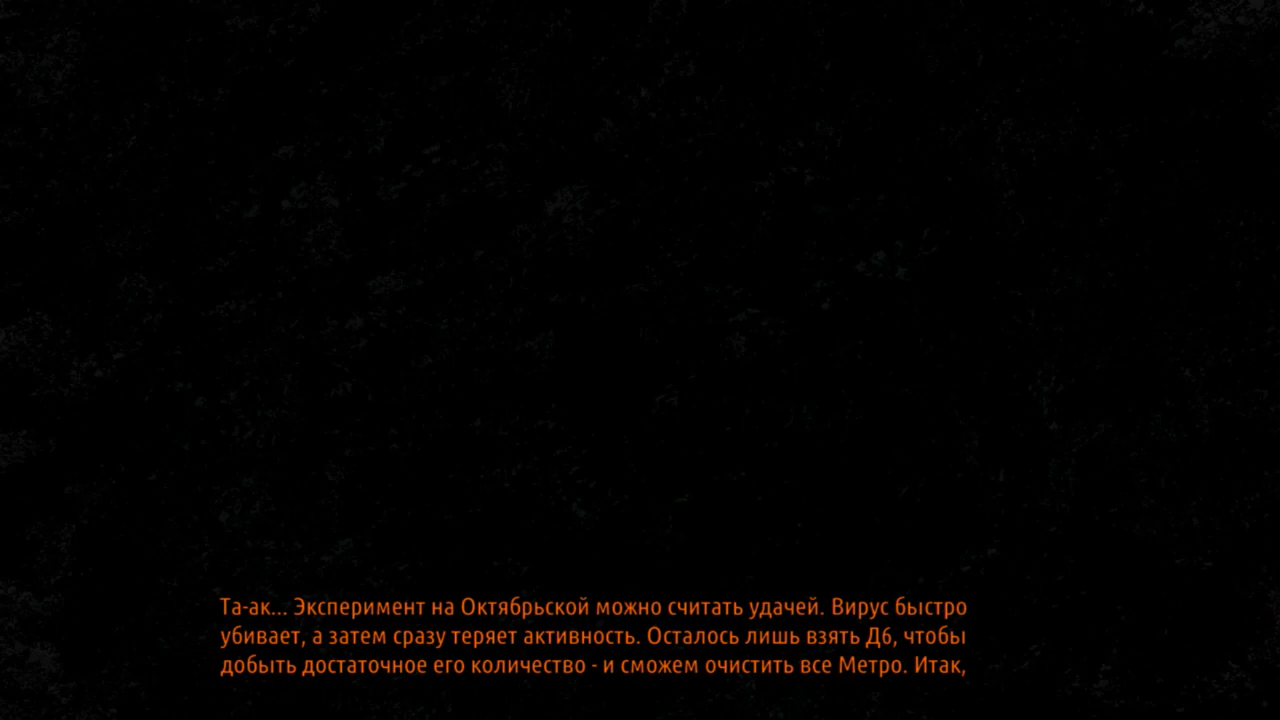 Та-ак... Эксперимент на Октябрьской можно считать удачей. Вирус быстро
убивает, а затем сразу теряет активность. Осталось лишь взять Д6, чтобы
добыть достаточное его количество - и сможем очистить все Метро. Итак,